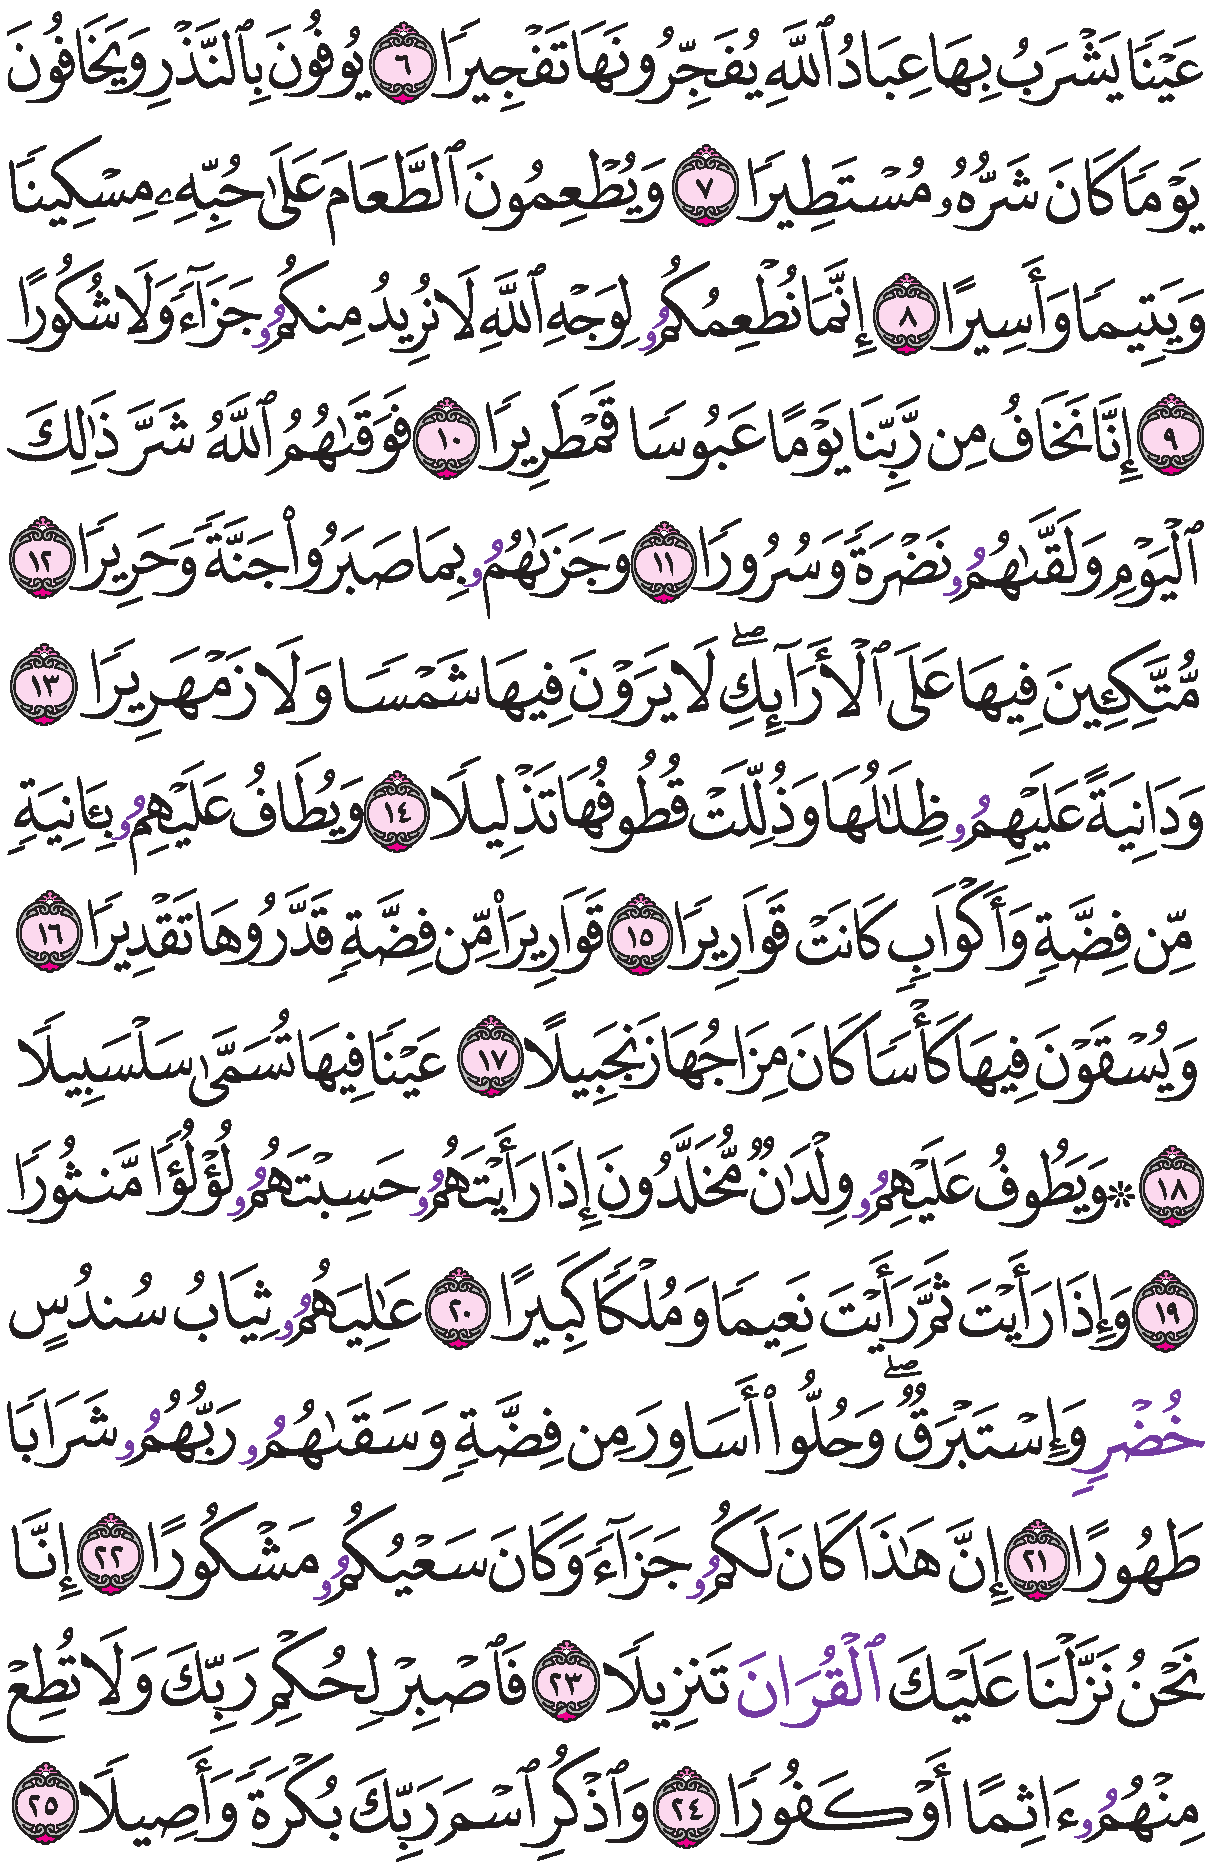 عَيْنًا يَشْرَبُ بِهَا عِبَادُ ٱللَّهِ يُفَجِّرُونَهَا تَفْجِيرًا ٦ يُوفُونَ بِالنَّذْرِ وَيَخَافُونَ
يَوْمًا كَانَ شَرُّهُۥ مُسْتَطِيرًا ٧ وَيُطْعِمُونَ ٱلطَّعَامَ عَلَىٰ حُبِّهِۦ مِسْكِينًا
وَيَتِيمًا وَأَسِيرًا ٨ إِنَّمَا نُطْعِمُكُمُۥ لِوَجْهِ ٱللَّهِ لَا نُرِيدُ مِنكُمُۥ جَزَآءً وَلَا شُكُورًا
٩ إِنَّا نَخَافُ مِن رَّبِّنَا يَوْمًا عَبُوسًا قَمْطَرِيرًا ١٠ فَوَقَىٰهُمُ ٱللَّهُ شَرَّ ذَٰلِكَ
ٱلْيَوْمِ وَلَقَّىٰهُمُۥ نَضْرَةً وَسُرُورًا ١١ وَجَزَىٰهُمُۥ بِمَا صَبَرُوا۟ جَنَّةً وَحَرِيرًا ١٢
مُّتَّكِـِٔينَ فِيهَا عَلَى ٱلْأَرَآئِكِۖ لَا يَرَوْنَ فِيهَا شَمْسًا وَلَا زَمْهَرِيرًا ١٣
وَدَانِيَةً عَلَيْهِمُۥ ظِلَـٰلُهَا وَذُلِّلَتْ قُطُوفُهَا تَذْلِيلًا ١٤ وَيُطَافُ عَلَيْهِمُۥ بِـَٔانِيَةٍ
مِّن فِضَّةٍ وَأَكْوَابٍ كَانَتْ قَوَارِيرًا ١٥ قَوَارِيرَا۟ مِّن فِضَّةٍ قَدَّرُوهَا تَقْدِيرًا ١٦
وَيُسْقَوْنَ فِيهَا كَأْسًا كَانَ مِزَاجُهَا زَنجَبِيلًا ١٧ عَيْنًا فِيهَا تُسَمَّىٰ سَلْسَبِيلًا
١٨ ۞ وَيَطُوفُ عَلَيْهِمُۥ وِلْدَٰنٌ مُّخَلَّدُونَ إِذَا رَأَيْتَهُمُۥ حَسِبْتَهُمُۥ لُؤْلُؤًا مَّنثُورًا
١٩ وَإِذَا رَأَيْتَ ثَمَّ رَأَيْتَ نَعِيمًا وَمُلْكًا كَبِيرًا ٢٠ عَـٰلِيَهُمُۥ ثِيَابُ سُندُسٍ
خُضْرٍ وَإِسْتَبْرَقٌۖ وَحُلُّوٓا۟ أَسَاوِرَ مِن فِضَّةٍ وَسَقَىٰهُمُۥ رَبُّهُمُۥ شَرَابًا
طَهُورًا ٢١ إِنَّ هَـٰذَا كَانَ لَكُمُۥ جَزَآءً وَكَانَ سَعْيُكُمُۥ مَشْكُورًا ٢٢ إِنَّا
نَحْنُ نَزَّلْنَا عَلَيْكَ ٱلْقُرَانَ تَنزِيلًا ٢٣ فَٱصْبِرْ لِحُكْمِ رَبِّكَ وَلَا تُطِعْ
مِنْهُمُۥ ءَاثِمًا أَوْ كَفُورًا ٢٤ وَٱذْكُرِ ٱسْمَ رَبِّكَ بُكْرَةً وَأَصِيلًا ٢٥